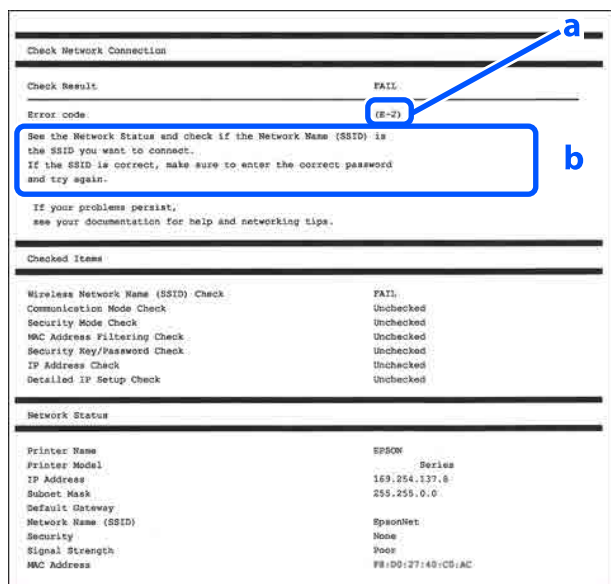 a
Check Network Connection
Check Result FAIL
Error code (E-2)
See the Network Status and check if the Network Name (SSID) is
the SSID you want to connect.
If the SSID is correct, make sure to enter the correct password
and try again.
b
If your problems persist,
see your documentation for help and networking tips.
Checked Items
Wireless Network Name (SSID) Check FAIL
Communication Mode Check Unchecked
Security Mode Check Unchecked
MAC Address Filtering Check Unchecked
Security Key/Password Check Unchecked
IP Address Check Unchecked
Detailed IP Setup Check Unchecked
Network Status
Printer Name EPSON
Printer Model Series
IP Address 169.254.137.8
Subnet Mask 255.255.0.0
Default Gateway
Network Name (SSID) EpsonNet
Security None
Signal Strength Poor
MAC Address F8:D0:27:40:C5:AC